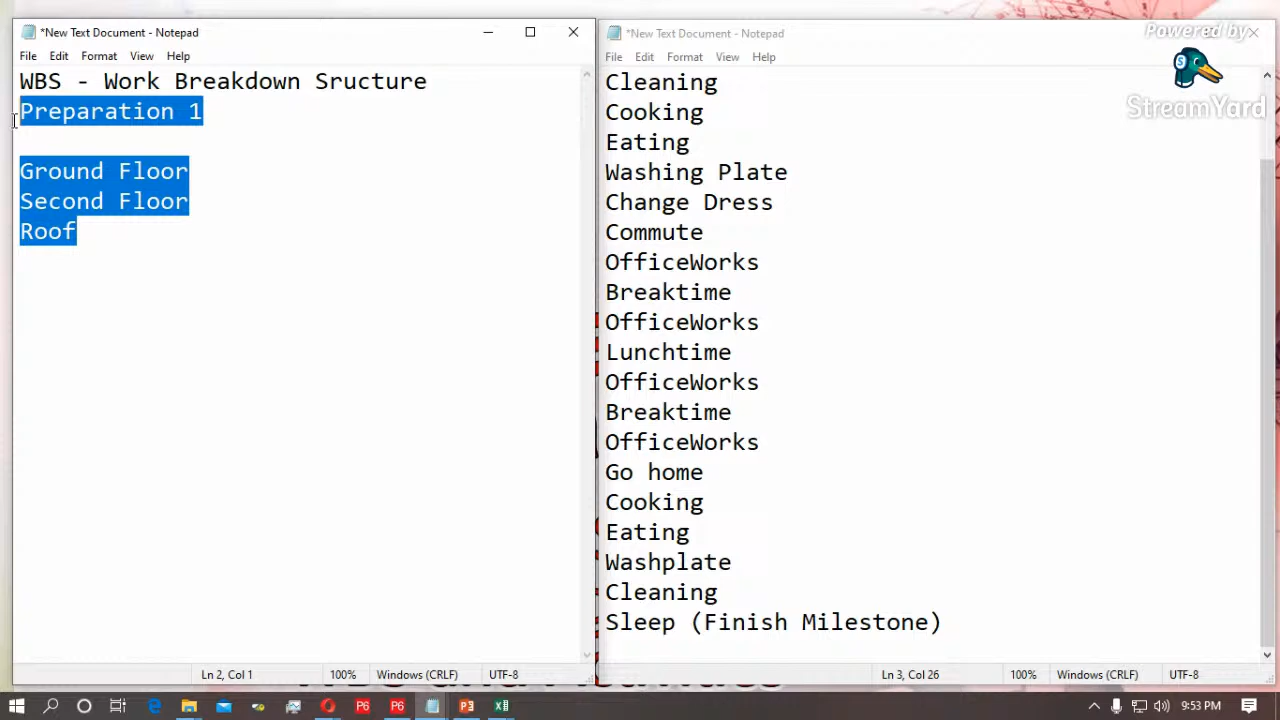 *New Text Document - Notepad
File Edit Format View Help
WBS - Work Breakdown Sructure
Preparation 1
Ground Floor
Second Floor
Roof
Ln 2, Col 1 100% Windows (CRLF) UTF-8
*New Text Document - Notepad
File Edit Format View Help
Powered by
StreamYard
Cleaning
Cooking
Eating
Washing Plate
Change Dress
Commute
OfficeWorks
Breaktime
OfficeWorks
Lunchtime
OfficeWorks
Breaktime
OfficeWorks
Go home
Cooking
Eating
Washplate
Cleaning
Sleep (Finish Milestone)
Ln 3, Col 26 100% Windows (CRLF) UTF-8
P6 P6
9:53 PM